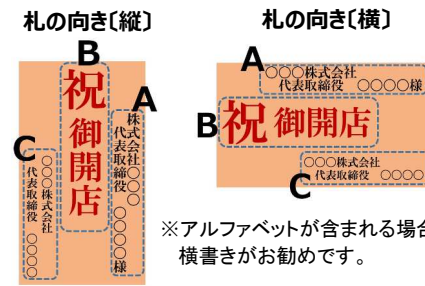 札の向き〔縦〕
B
祝 御開店
A
株式会社○○○
代表取締役 ○○○○様
C
○○○株式会社
代表取締役 ○○○○
札の向き〔横〕
A
○○○株式会社
代表取締役 ○○○○様
B
祝 御開店
○○○株式会社
代表取締役 ○○○○
C
※アルファベットが含まれる場合
横書きがお勧めです。